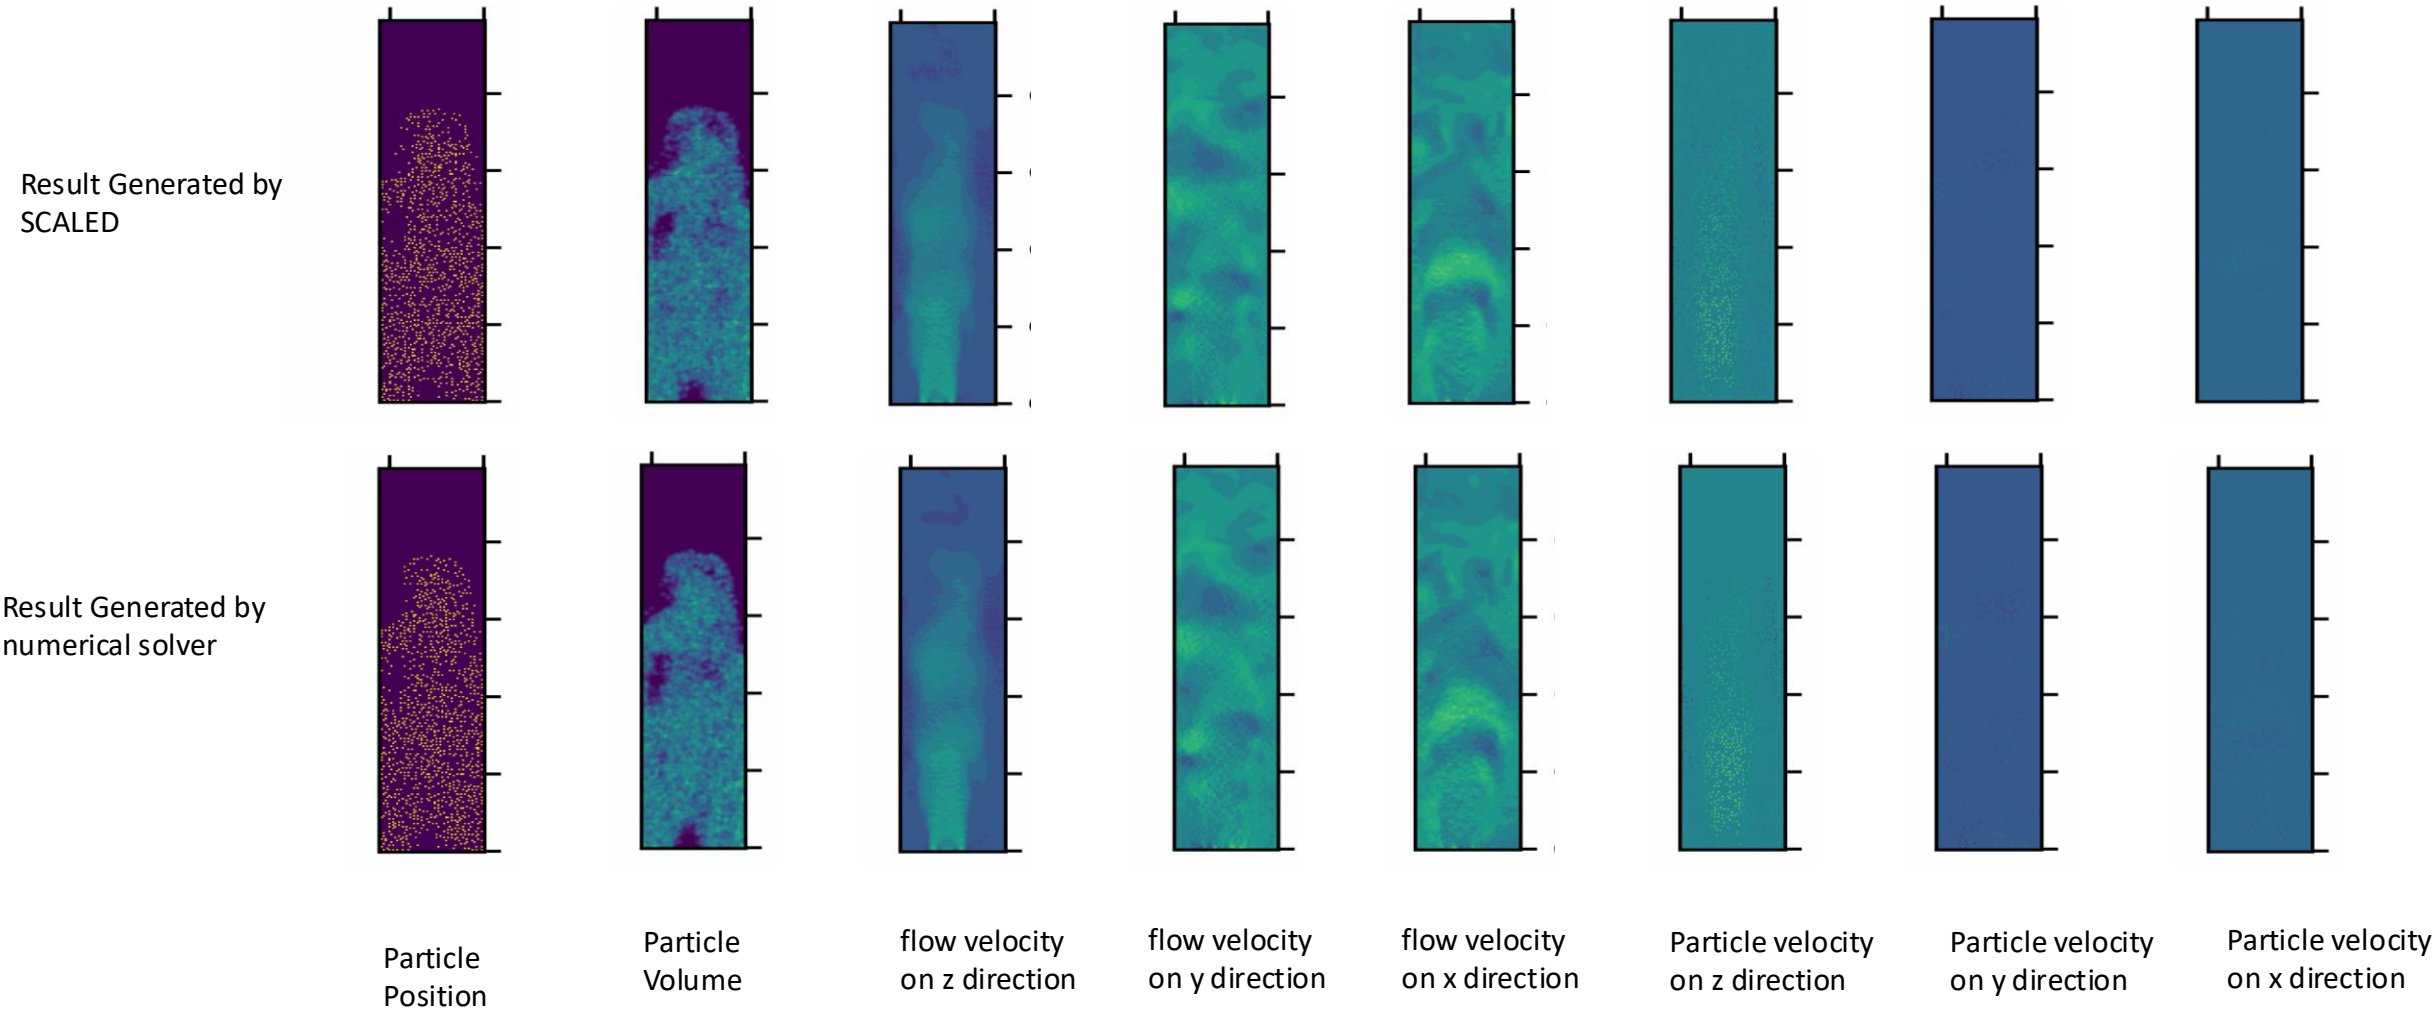 Result Generated by
SCALED
Result Generated by
numerical solver
Particle
Position
Particle
Volume
flow velocity
on z direction
flow velocity
on y direction
flow velocity
on x direction
Particle velocity
on z direction
Particle velocity
on y direction
Particle velocity
on x direction